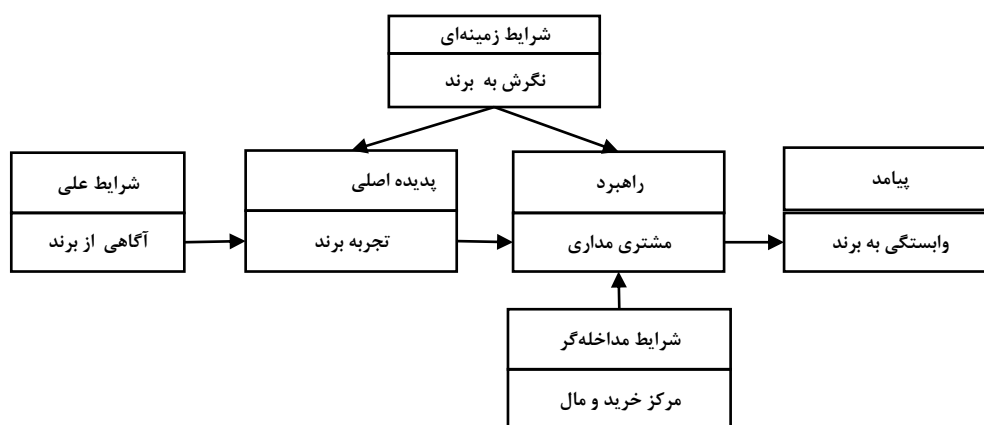 شرایط زمینه‌ای
نگرش به برند
شرایط علی
آگاهی از برند
پدیده اصلی
تجربه برند
راهبرد
مشتری مداری
پیامد
وابستگی به برند
شرایط مداخله‌گر
مرکز خرید و مال